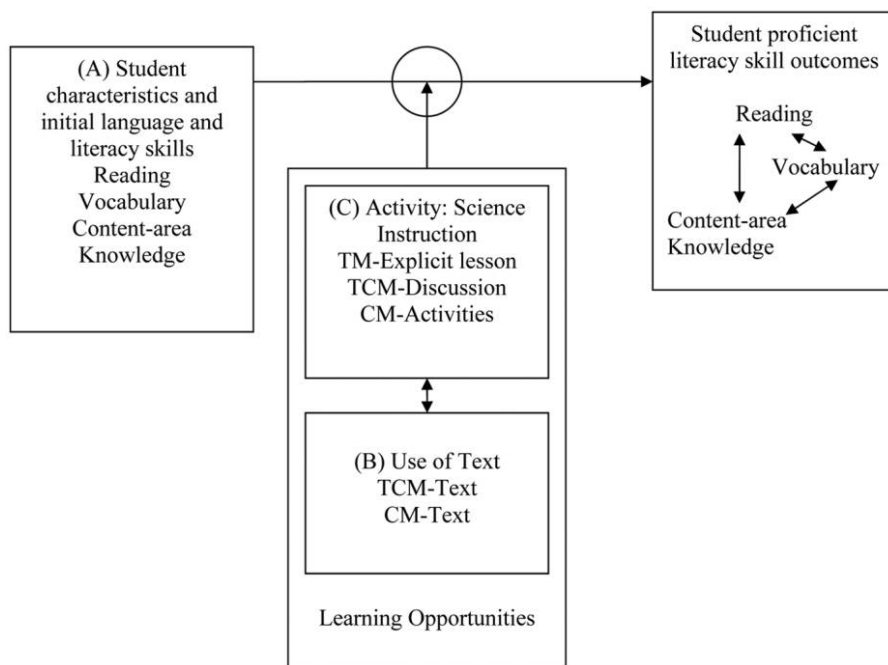 (A) Student
characteristics and
initial language and
literacy skills
Reading
Vocabulary
Content-area
Knowledge
(C) Activity: Science
Instruction
TM-Explicit lesson
TCM-Discussion
CM-Activities
(B) Use of Text
TCM-Text
CM-Text
Learning Opportunities
Student proficient
literacy skill outcomes
Reading
Vocabulary
Content-area
Knowledge